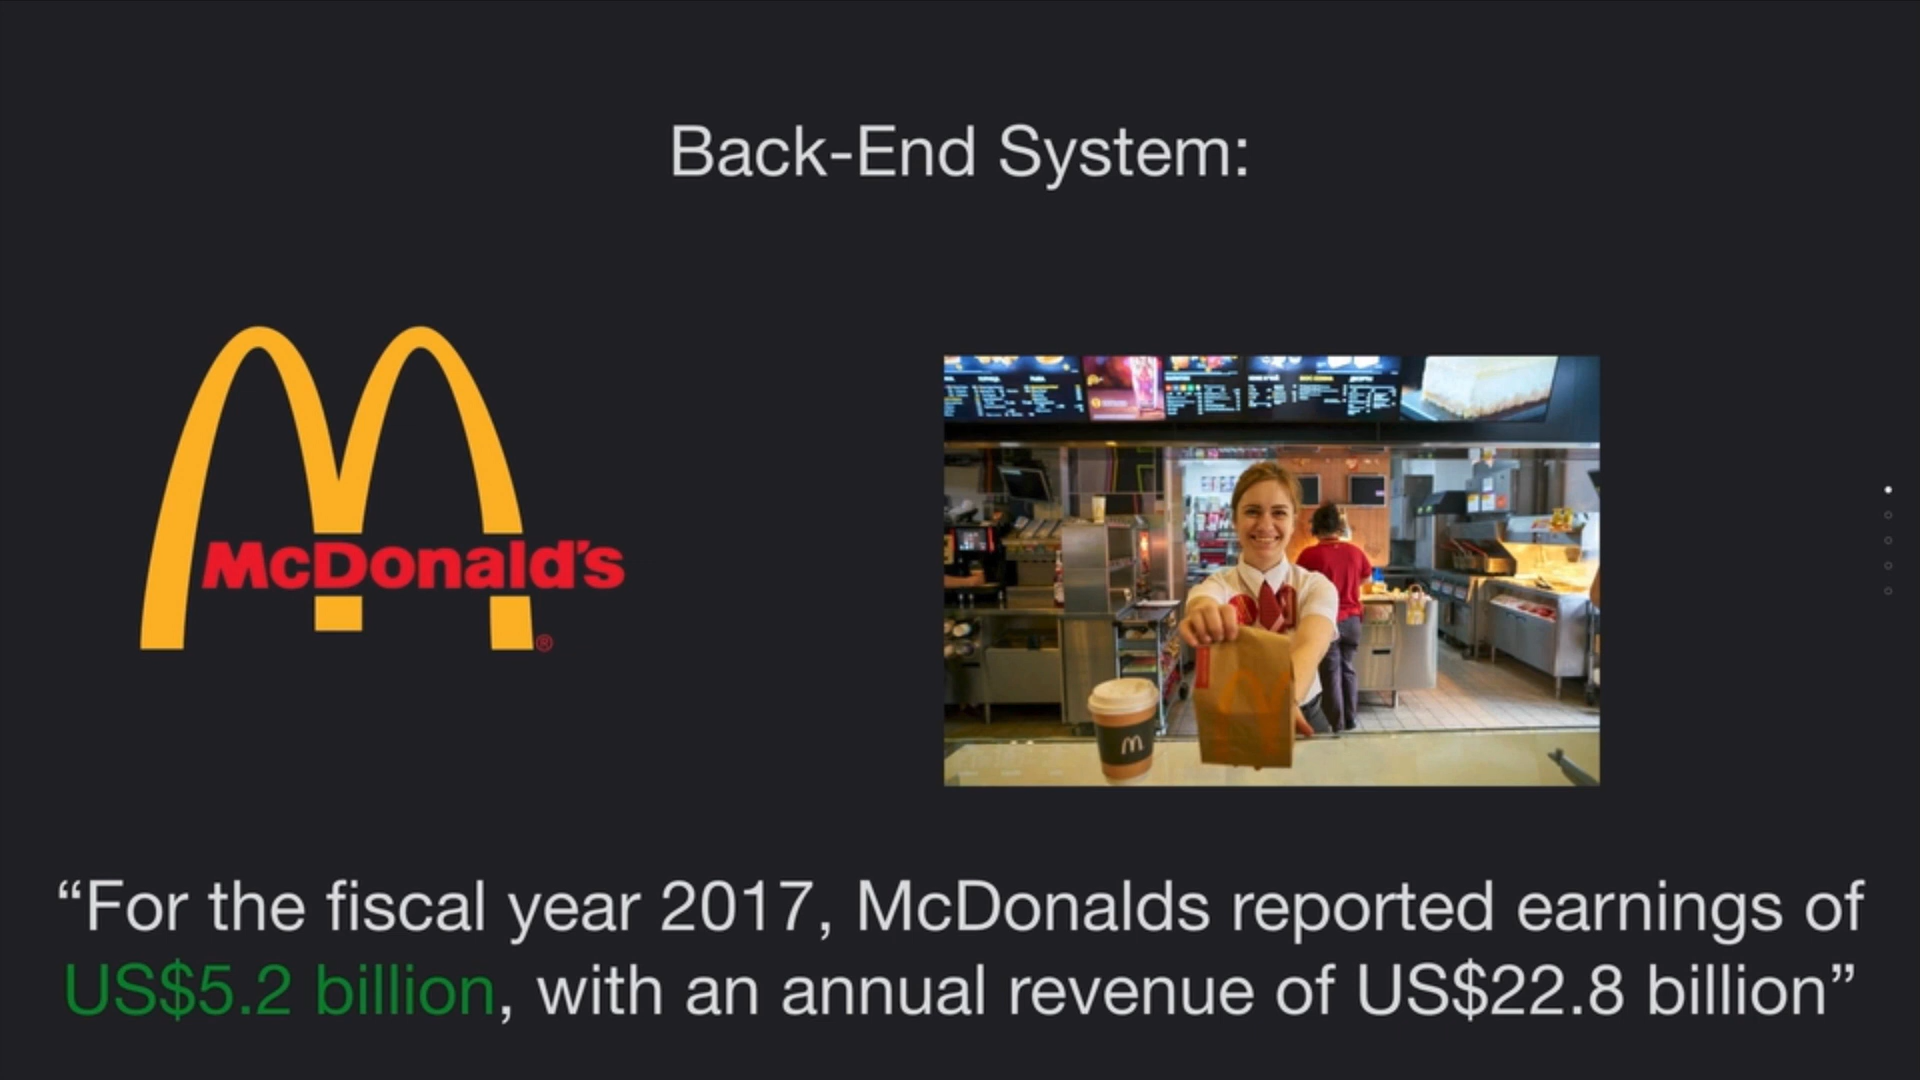 Back-End System:
McDonald's
®
“For the fiscal year 2017, McDonalds reported earnings of
US$5.2 billion, with an annual revenue of US$22.8 billion”